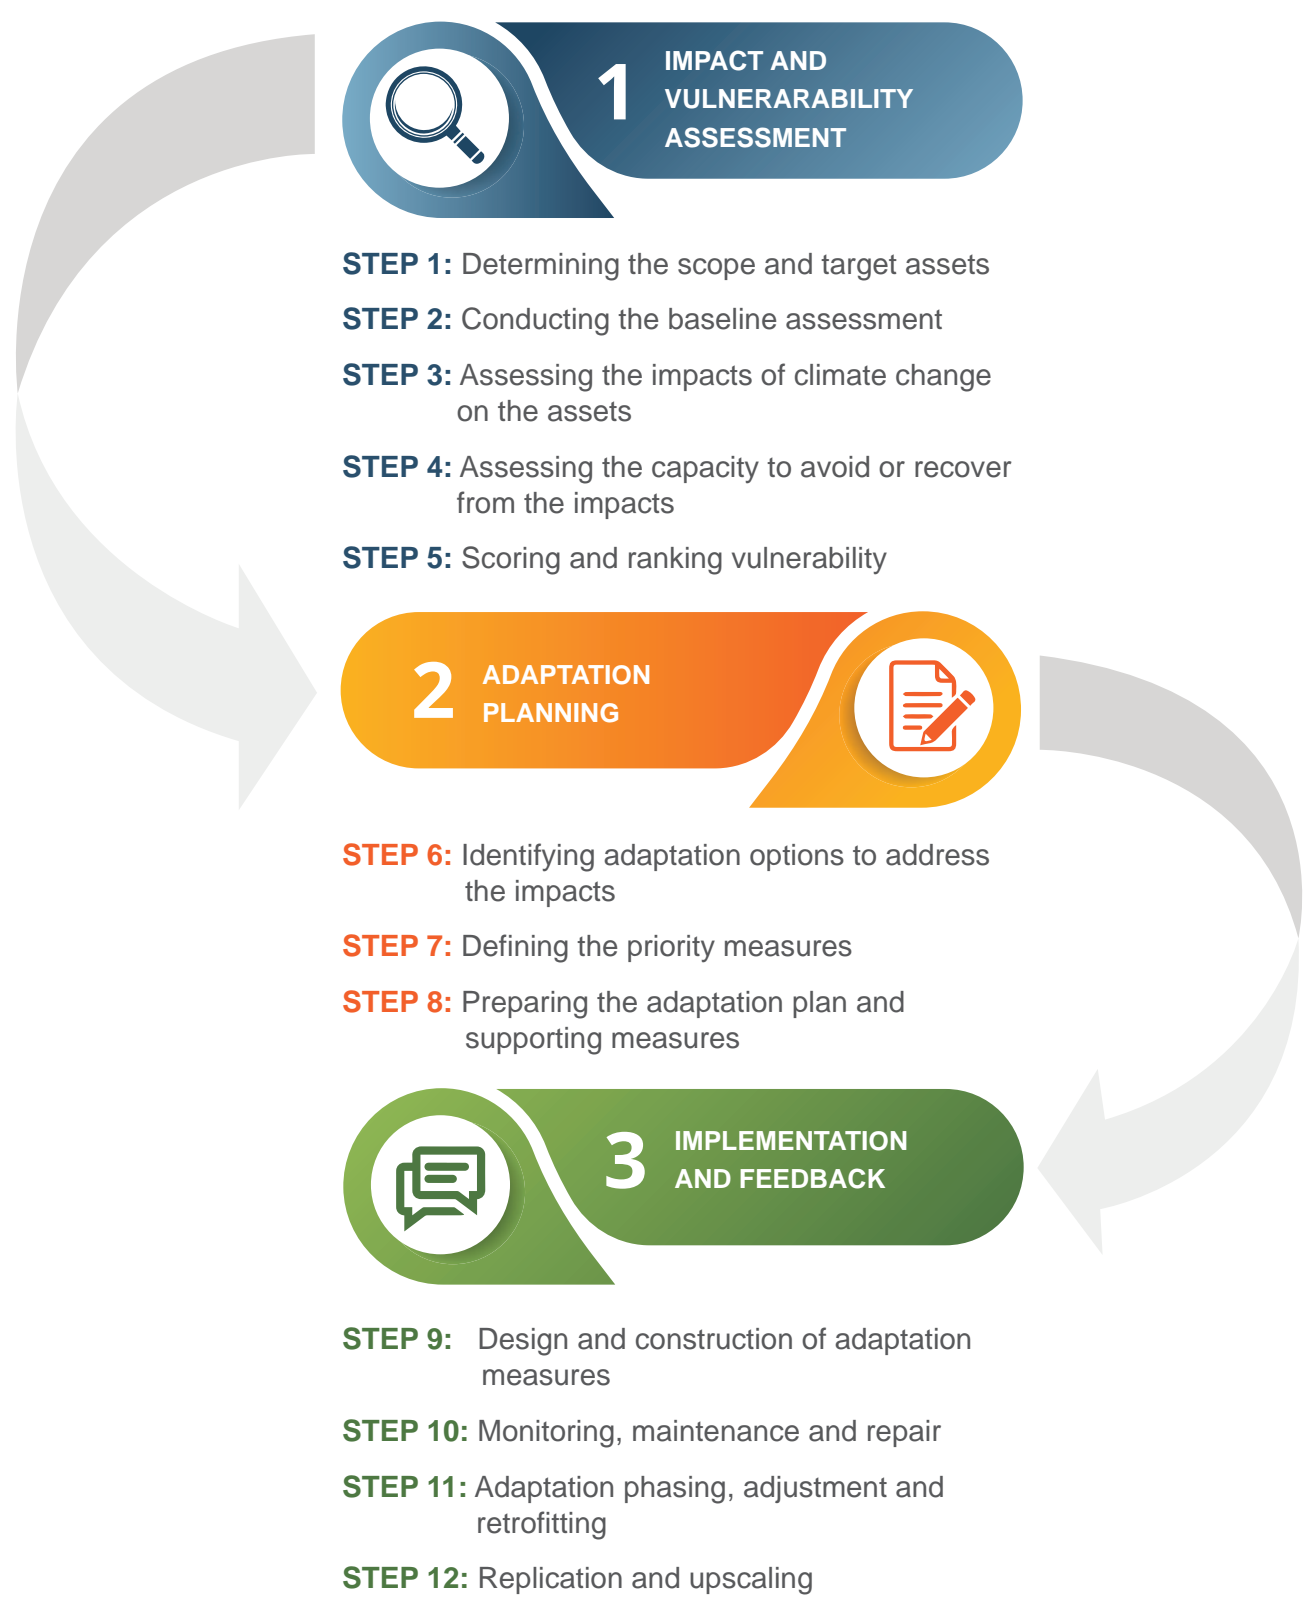 1
IMPACT AND
VULNERARABILITY
ASSESSMENT
STEP 1: Determining the scope and target assets
STEP 2: Conducting the baseline assessment
STEP 3: Assessing the impacts of climate change
on the assets
STEP 4: Assessing the capacity to avoid or recover
from the impacts
STEP 5: Scoring and ranking vulnerability
2
ADAPTATION
PLANNING
STEP 6: Identifying adaptation options to address
the impacts
STEP 7: Defining the priority measures
STEP 8: Preparing the adaptation plan and
supporting measures
3
IMPLEMENTATION
AND FEEDBACK
STEP 9: Design and construction of adaptation
measures
STEP 10: Monitoring, maintenance and repair
STEP 11: Adaptation phasing, adjustment and
retrofitting
STEP 12: Replication and upscaling